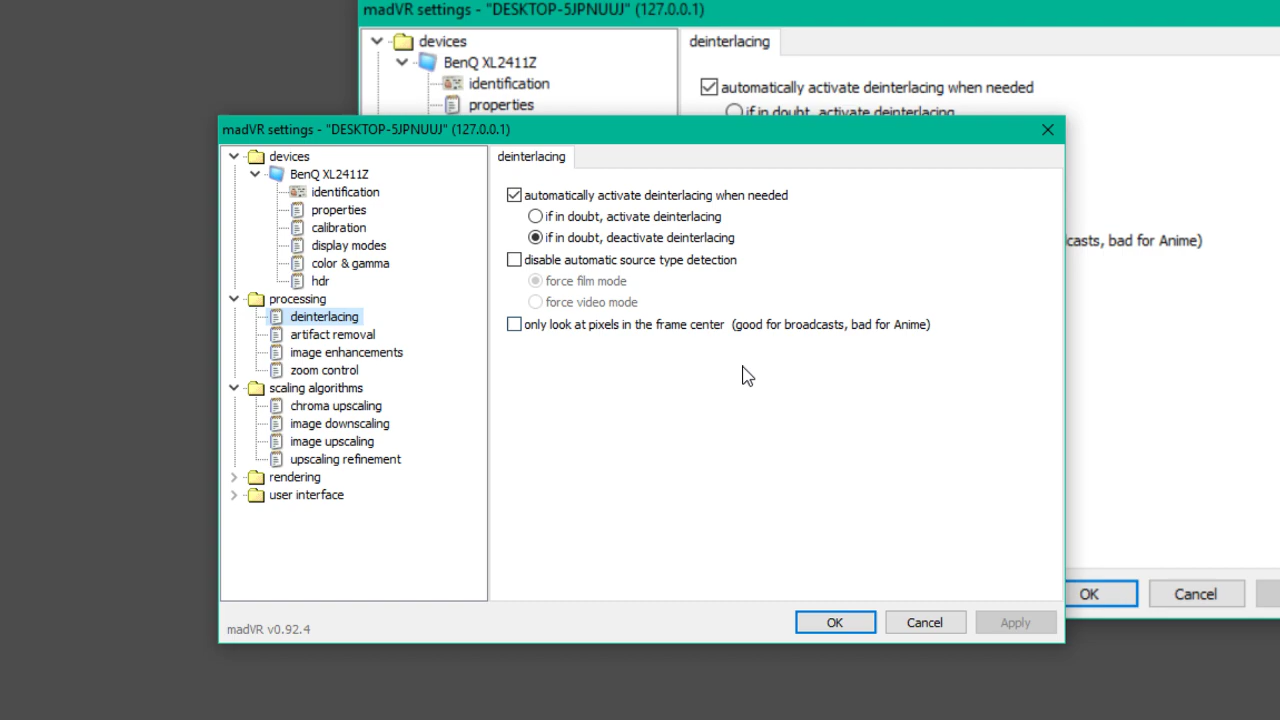 madVR settings - "DESKTOP-5JPNUUJ" (127.0.0.1)
devices
BenQ XL2411Z
identification
properties
deinterlacing
automatically activate deinterlacing when needed
if in doubt, activate deinterlacing
casts, bad for Anime)
OK
Cancel
madVR settings - "DESKTOP-5JPNUUJ" (127.0.0.1)
devices
BenQ XL2411Z
identification
properties
calibration
display modes
color & gamma
hdr
processing
deinterlacing
artifact removal
image enhancements
zoom control
scaling algorithms
chroma upscaling
image downscaling
image upscaling
upscaling refinement
rendering
user interface
deinterlacing
automatically activate deinterlacing when needed
if in doubt, activate deinterlacing
if in doubt, deactivate deinterlacing
disable automatic source type detection
force film mode
force video mode
only look at pixels in the frame center (good for broadcasts, bad for Anime)
madVR v0.92.4
OK
Cancel
Apply